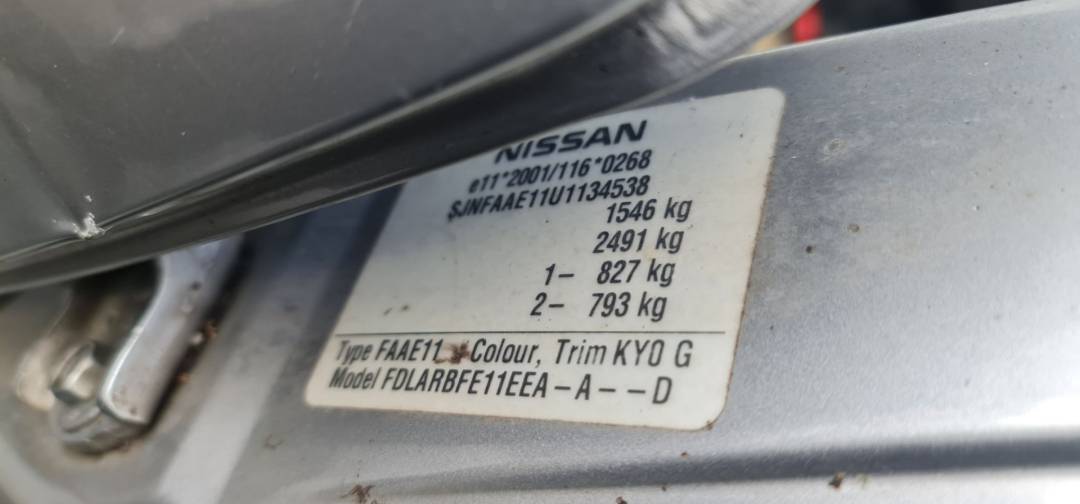 NISSAN
e11*2001/116*0268
SJNFAAE11U1134538
1546 kg
2491 kg
1- 827 kg
2- 793 kg
Type FAAE11 Colour, Trim KY0 G
Model FDLARBFE11EEA-A--D